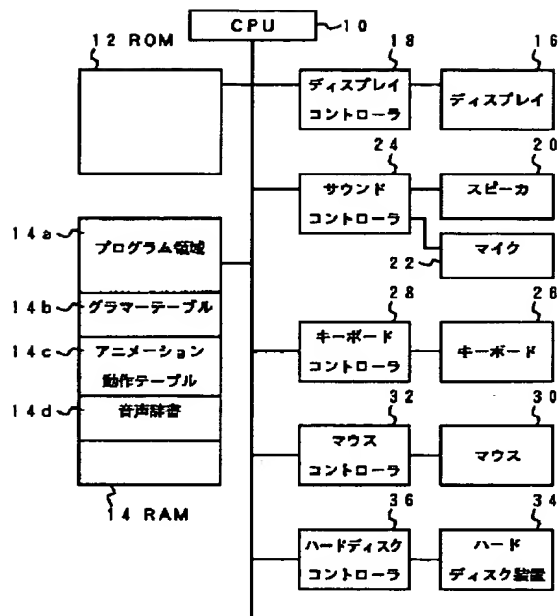 CPU 10
12 ROM
18
16
ディスプレイ
コントローラ
ディスプレイ
24
20
サウンド
コントローラ
スピーカ
マイク
22
14a
プログラム領域
14b
グラマーテーブル
14c
アニメーション
動作テーブル
14d
音声辞書
14 RAM
28
26
キーボード
コントローラ
キーボード
32
30
マウス
コントローラ
マウス
36
34
ハードディスク
コントローラ
ハード
ディスク装置